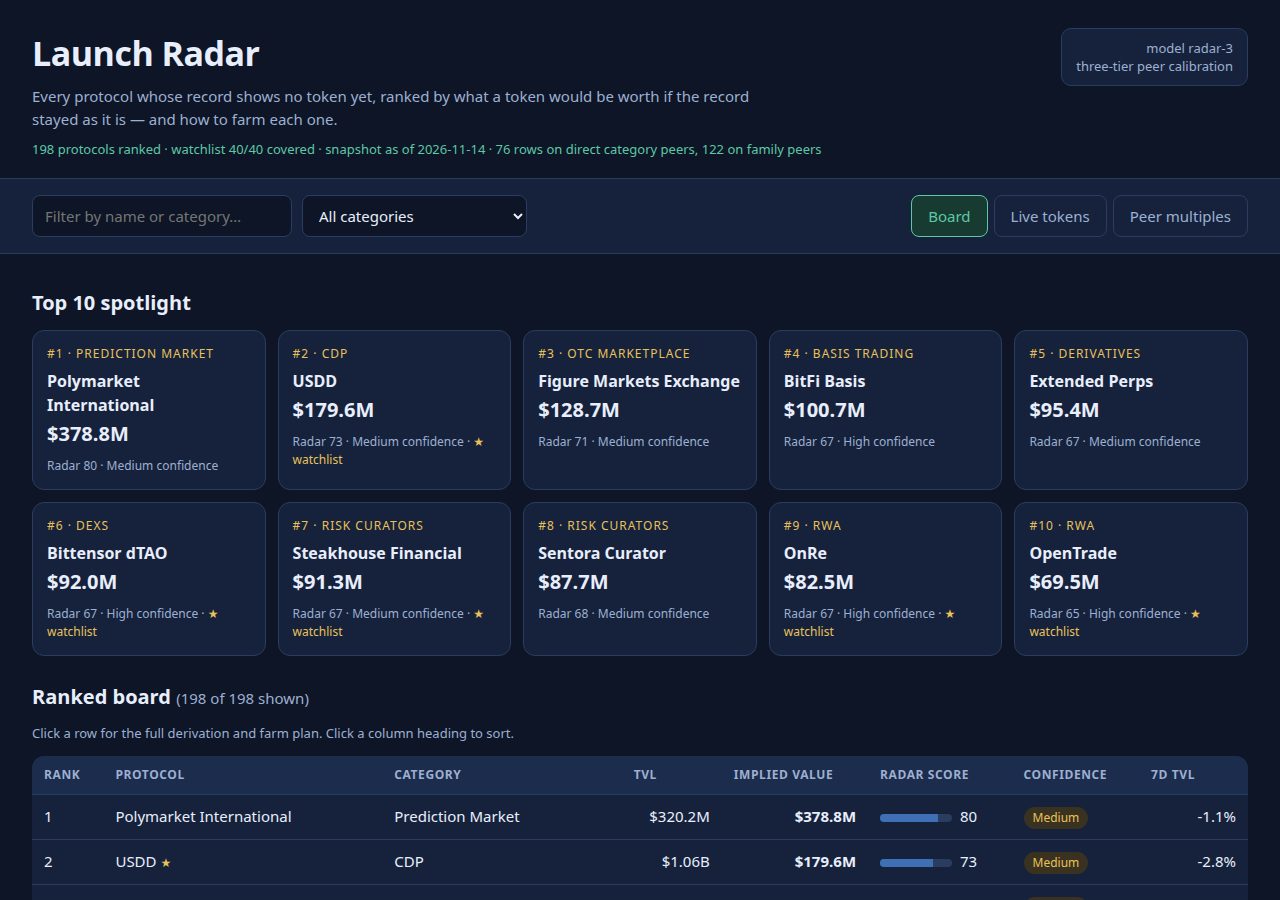 Launch Radar
model radar-3
three-tier peer calibration
Every protocol whose record shows no token yet, ranked by what a token would be worth if the record
stayed as it is — and how to farm each one.
198 protocols ranked · watchlist 40/40 covered · snapshot as of 2026-11-14 · 76 rows on direct category peers, 122 on family peers
Filter by name or category...
All categories
Board
Live tokens
Peer multiples
Top 10 spotlight
#1 · PREDICTION MARKET
Polymarket
International
$378.8M
Radar 80 · Medium confidence
#2 · CDP
USDD
$179.6M
Radar 73 · Medium confidence · ★
watchlist
#3 · OTC MARKETPLACE
Figure Markets Exchange
$128.7M
Radar 71 · Medium confidence
#4 · BASIS TRADING
BitFi Basis
$100.7M
Radar 67 · High confidence
#5 · DERIVATIVES
Extended Perps
$95.4M
Radar 67 · Medium confidence
#6 · DEXS
Bittensor dTAO
$92.0M
Radar 67 · High confidence · ★
watchlist
#7 · RISK CURATORS
Steakhouse Financial
$91.3M
Radar 67 · Medium confidence · ★
watchlist
#8 · RISK CURATORS
Sentora Curator
$87.7M
Radar 68 · Medium confidence
#9 · RWA
OnRe
$82.5M
Radar 67 · High confidence · ★
watchlist
#10 · RWA
OpenTrade
$69.5M
Radar 65 · High confidence · ★
watchlist
Ranked board (198 of 198 shown)
Click a row for the full derivation and farm plan. Click a column heading to sort.
RANK PROTOCOL CATEGORY TVL IMPLIED VALUE RADAR SCORE CONFIDENCE 7D TVL
1 Polymarket International Prediction Market $320.2M $378.8M 80 Medium -1.1%
2 USDD ★ CDP $1.06B $179.6M 73 Medium -2.8%